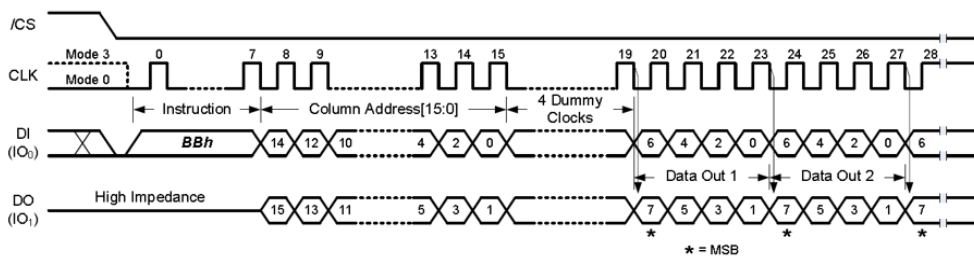 /CS
Mode 3 0 7 8 9 13 14 15 19 20 21 22 23 24 25 26 27 28
CLK Mode 0
Instruction Column Address[15:0] 4 Dummy
Clocks
DI
(IO0) BBh 14 12 10 4 2 0 6 4 2 0 6 4 2 0 6
Data Out 1 Data Out 2
High Impedance
DO
(IO1) 15 13 11 5 3 1 7 5 3 1 7 5 3 1 7
* * *
* = MSB